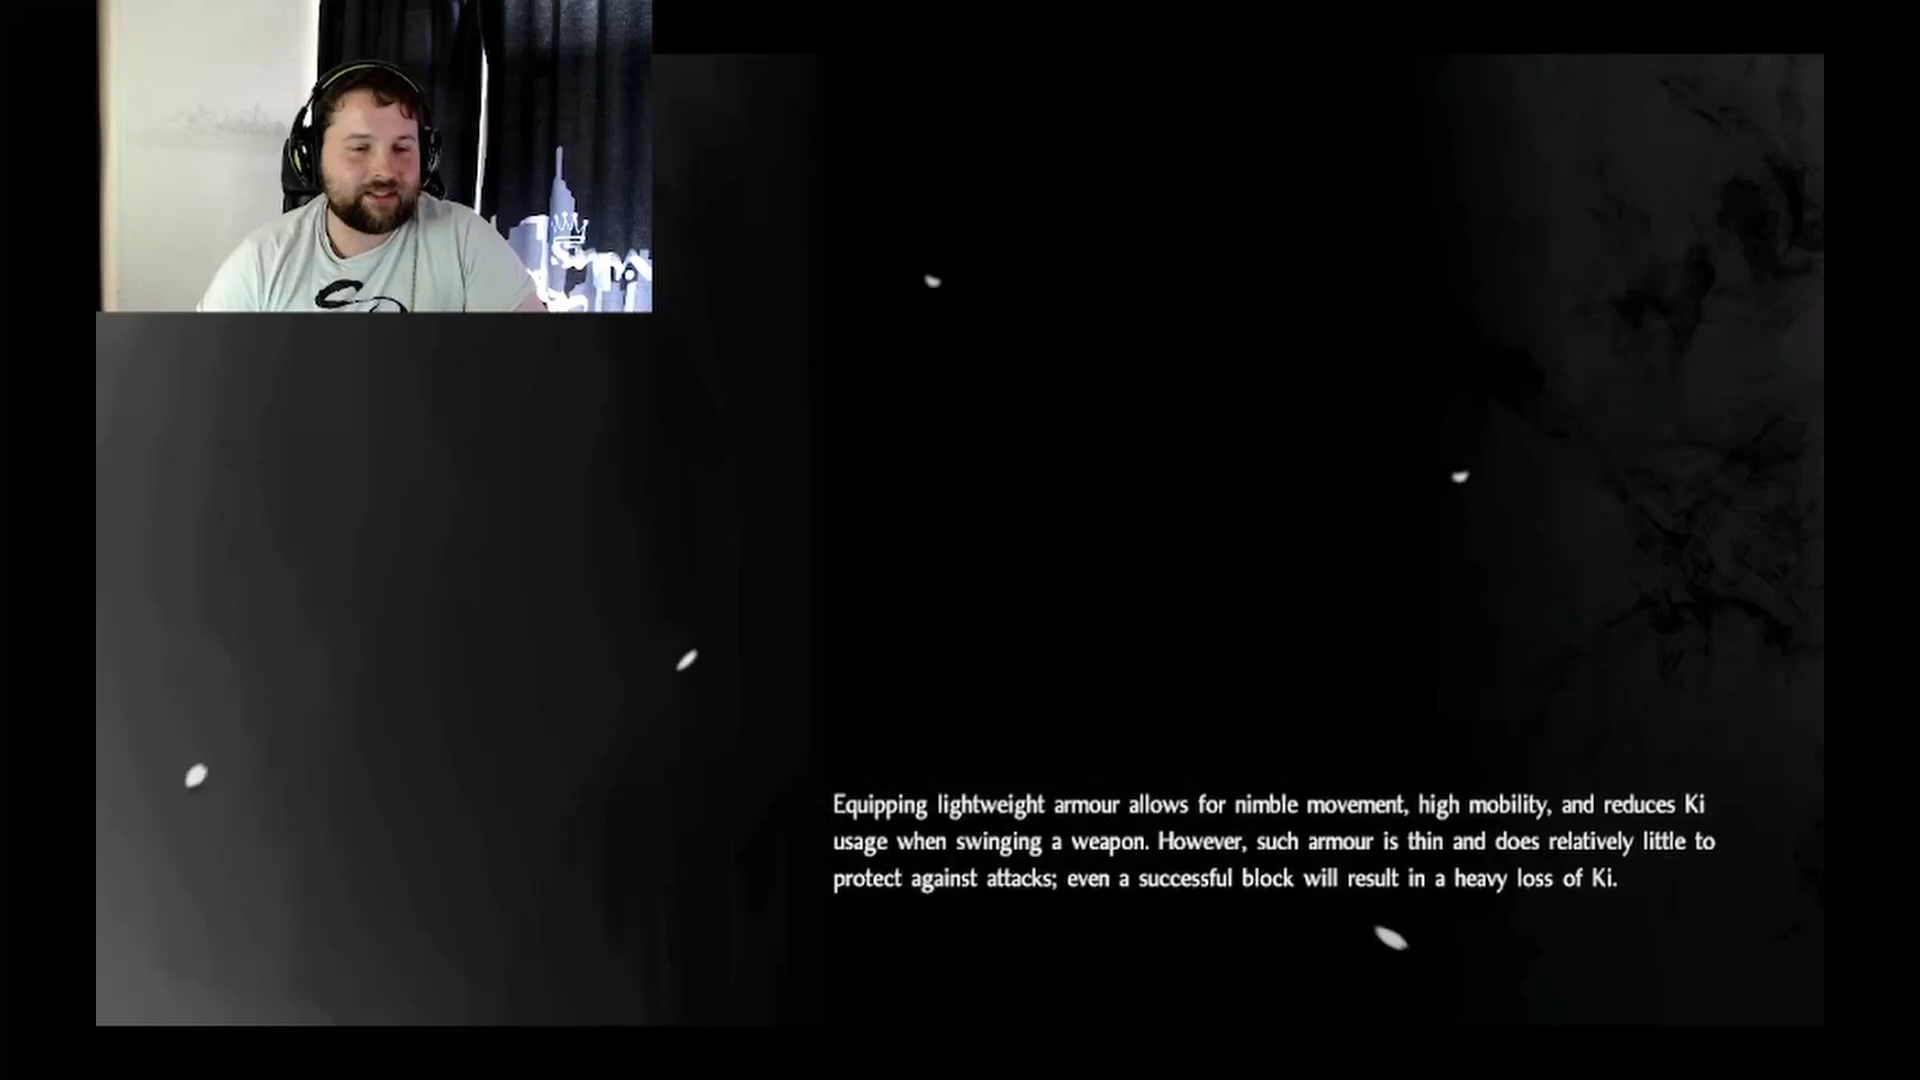 Equipping lightweight armour allows for nimble movement, high mobility, and reduces Ki
usage when swinging a weapon. However, such armour is thin and does relatively little to
protect against attacks; even a successful block will result in a heavy loss of Ki.